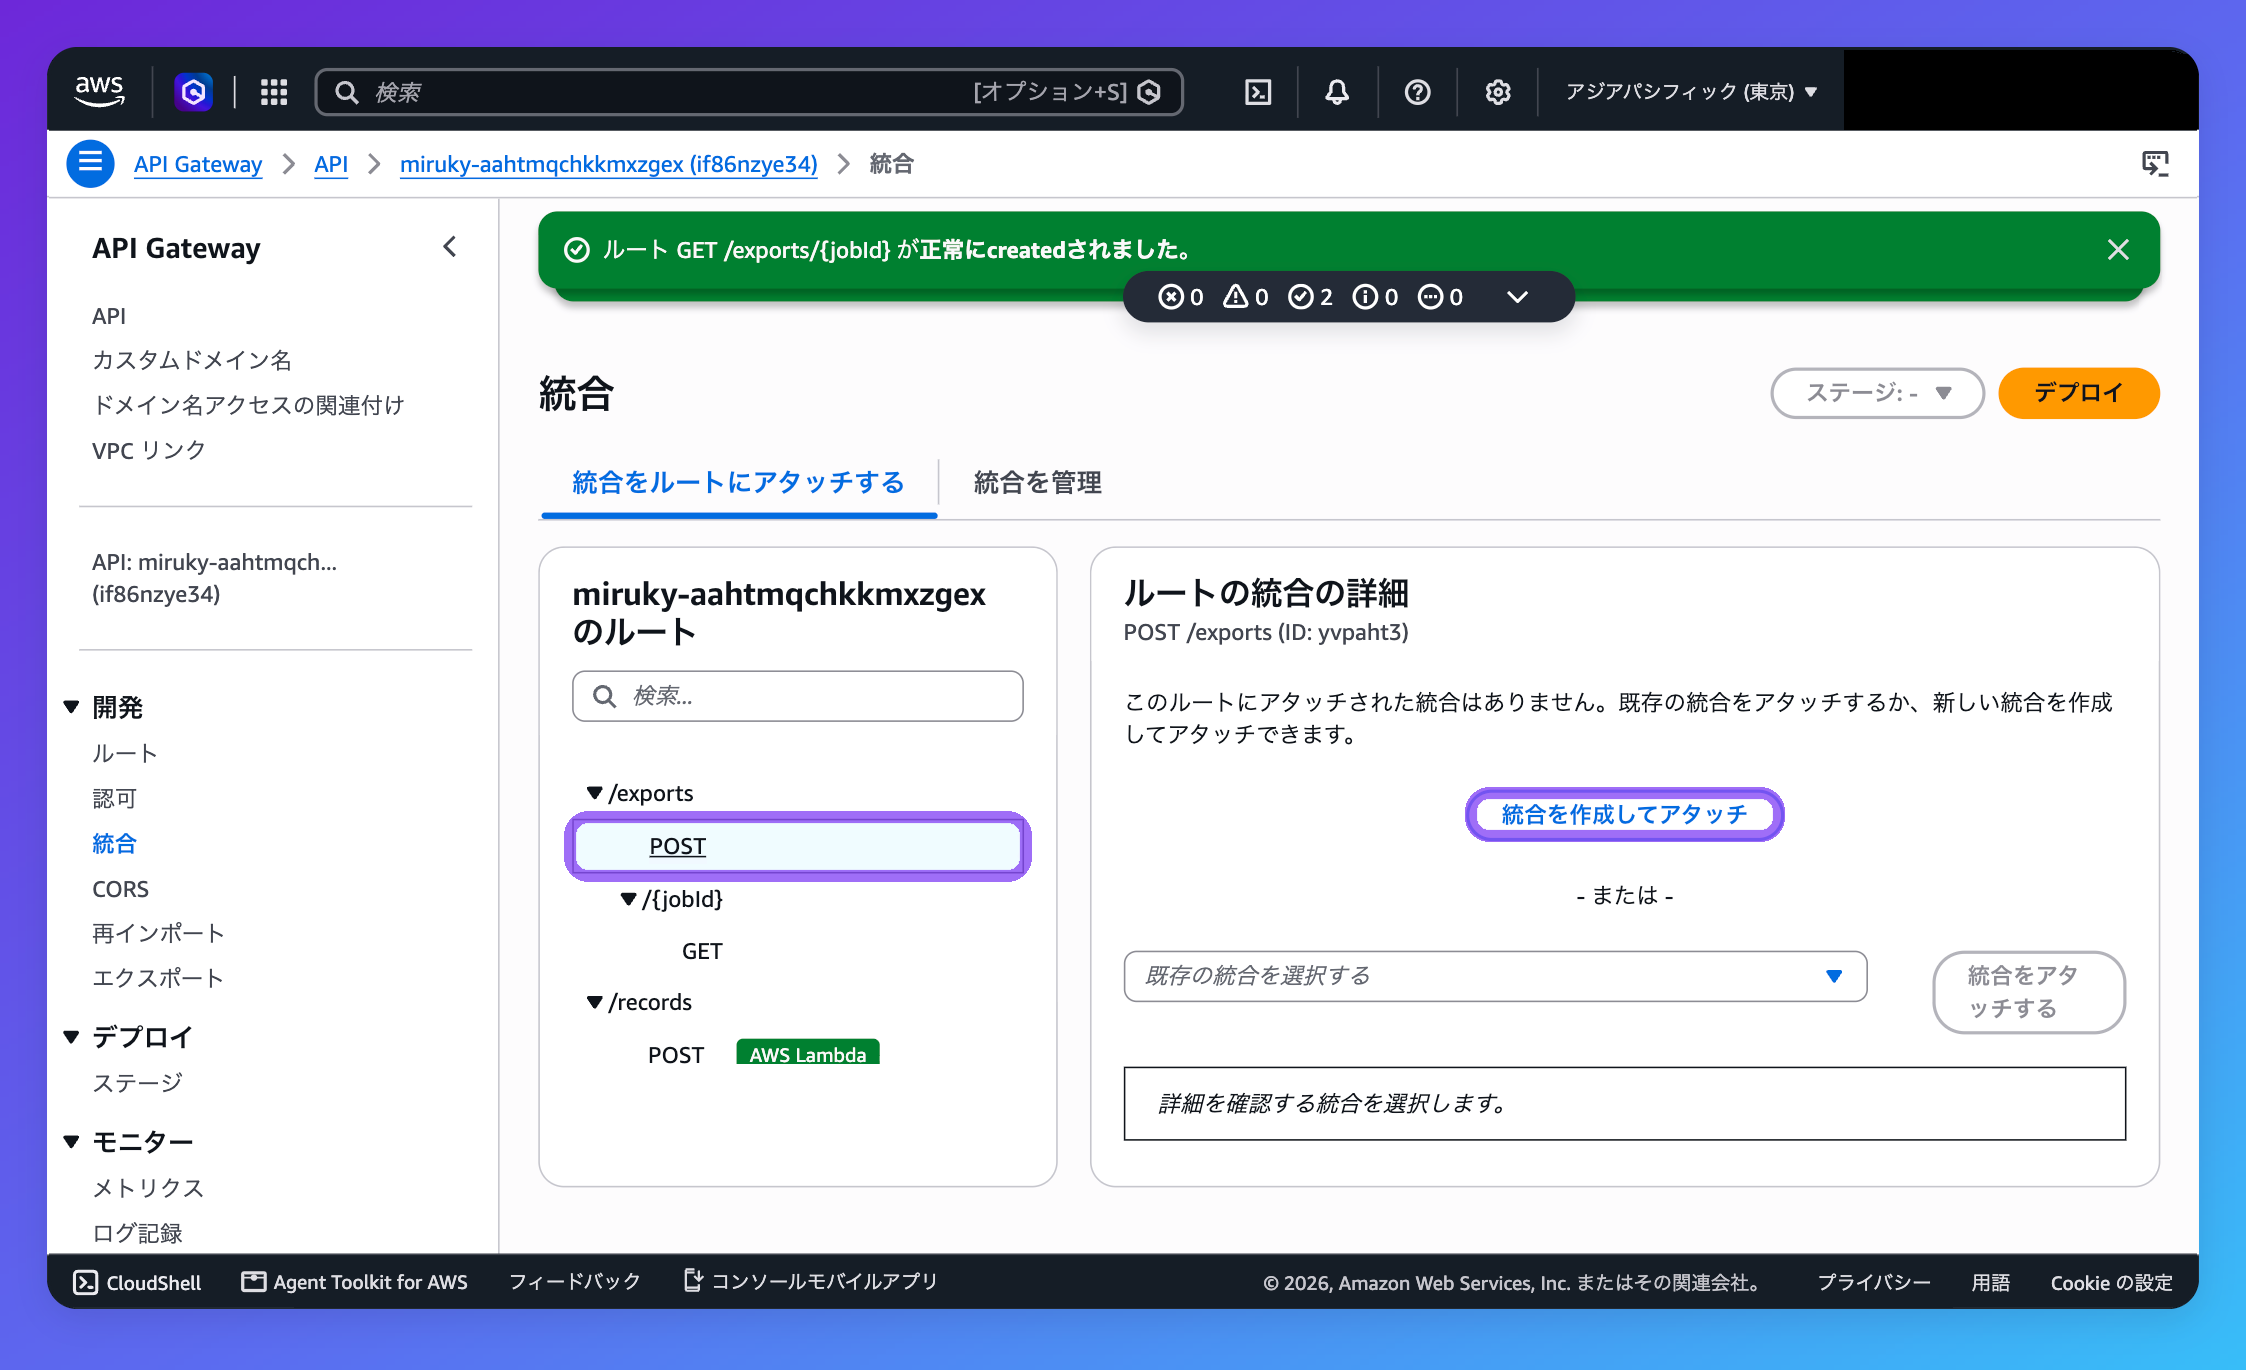 aws
検索
[オプション+S]
アジアパシフィック (東京) ▼
API Gateway
API
miruky-aahtmqchkkmxzgex (if86nzye34)
統合
API Gateway
API
カスタムドメイン名
ドメイン名アクセスの関連付け
VPC リンク
API: miruky-aahtmqch...
(if86nzye34)
開発
ルート
認可
統合
CORS
再インポート
エクスポート
デプロイ
ステージ
モニター
メトリクス
ログ記録
ルート GET /exports/{jobId} が正常にcreatedされました。
0 0 2 0 0
統合
ステージ: -
デプロイ
統合をルートにアタッチする
統合を管理
miruky-aahtmqchkkmxzgex
のルート
検索...
/exports
POST
/{jobId}
GET
/records
POST AWS Lambda
ルートの統合の詳細
POST /exports (ID: yvpaht3)
このルートにアタッチされた統合はありません。既存の統合をアタッチするか、新しい統合を作成
してアタッチできます。
統合を作成してアタッチ
- または -
既存の統合を選択する
統合をアタ
ッチする
詳細を確認する統合を選択します。
CloudShell
Agent Toolkit for AWS
フィードバック
コンソールモバイルアプリ
© 2026, Amazon Web Services, Inc. またはその関連会社。
プライバシー
用語
Cookie の設定